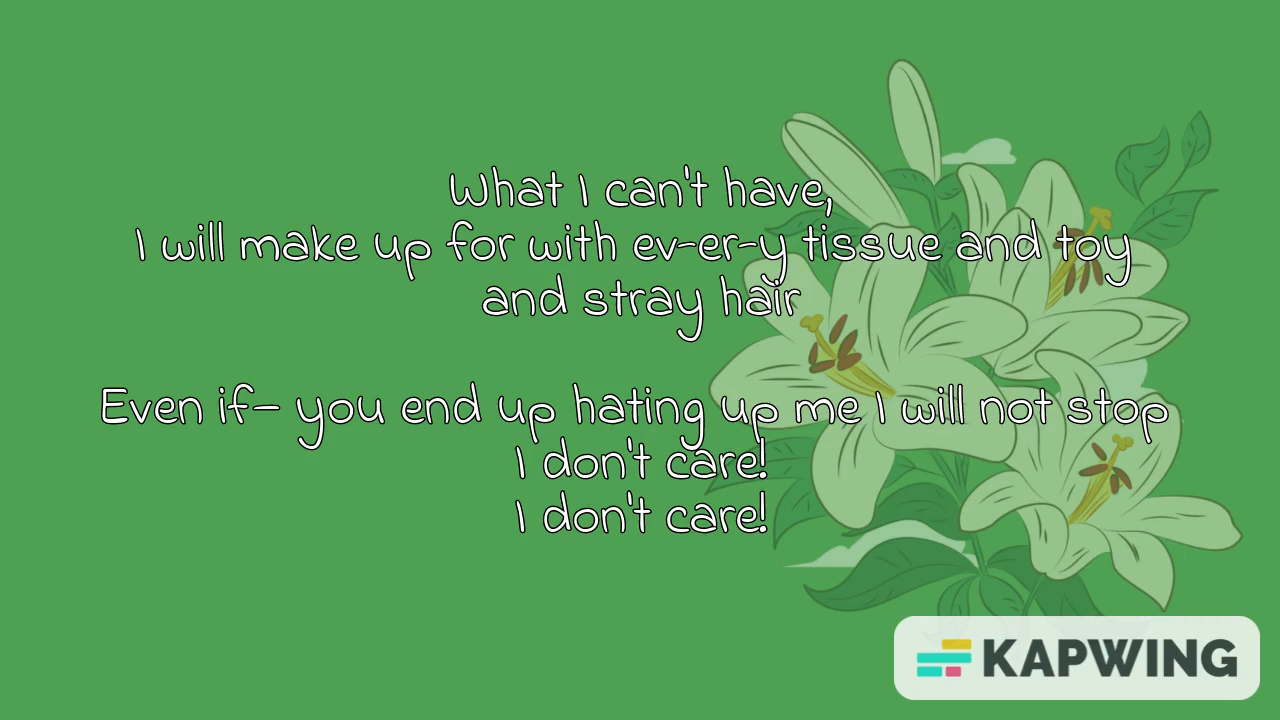 What I can't have,
I will make up for with ev-er-y tissue and toy
and stray hair
Even if– you end up hating up me I will not stop
I don't care!
I don't care!
KAPWING